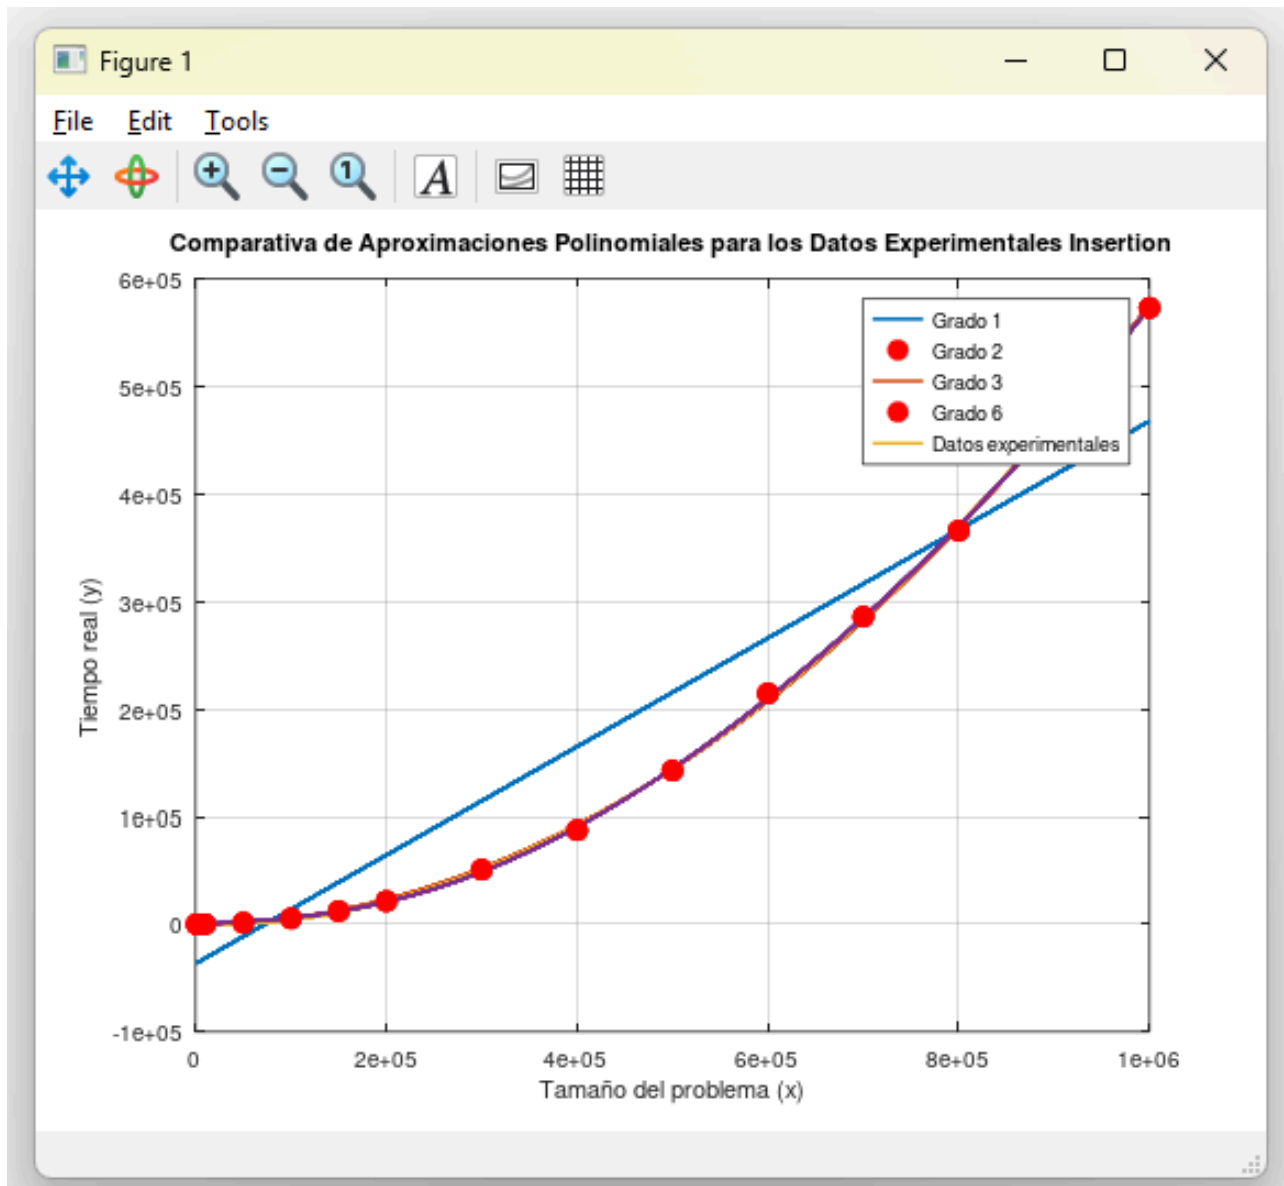 Figure 1
File Edit Tools
1 A
Comparativa de Aproximaciones Polinomiales para los Datos Experimentales Insertion
6e+05
5e+05
4e+05
3e+05
2e+05
1e+05
0
-1e+05
Tiempo real (y)
Grado 1
Grado 2
Grado 3
Grado 6
Datos experimentales
0 2e+05 4e+05 6e+05 8e+05 1e+06
Tamaño del problema (x)